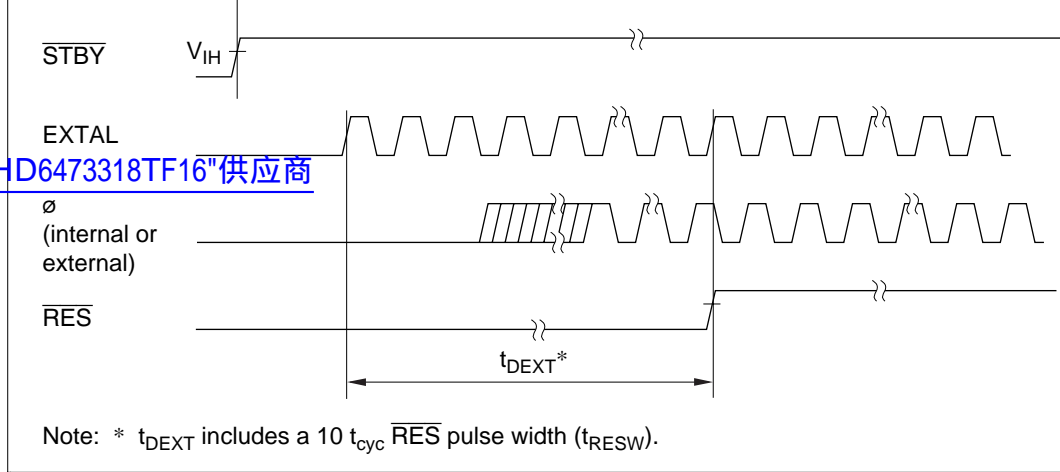 STBY
V_IH
EXTAL
HD6473318TF16"供应商
ø
(internal or
external)
RES
t_DEXT*
Note: * t_DEXT includes a 10 t_cyc RES pulse width (t_RESW).